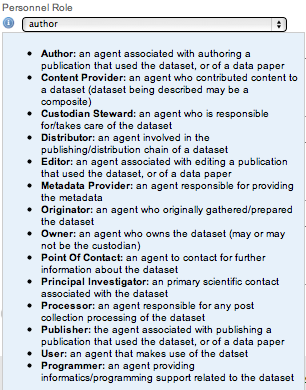 Personnel Role
i author
• Author: an agent associated with authoring a
publication that used the dataset, or of a data paper
• Content Provider: an agent who contributed content to
a dataset (dataset being described may be a
composite)
• Custodian Steward: an agent who is responsible
for/takes care of the dataset
• Distributor: an agent involved in the
publishing/distribution chain of a dataset
• Editor: an agent associated with editing a publication
that used the dataset, or of a data paper
• Metadata Provider: an agent responsible for providing
the metadata
• Originator: an agent who originally gathered/prepared
the dataset
• Owner: an agent who owns the dataset (may or may
not be the custodian)
• Point Of Contact: an agent to contact for further
information about the dataset
• Principal Investigator: an primary scientific contact
associated with the dataset
• Processor: an agent responsible for any post
collection processing of the dataset
• Publisher: the agent associated with publishing a
publication that used the dataset, or of a data paper
• User: an agent that makes use of the datset
• Programmer: an agent providing
informatics/programming support related to the dataset